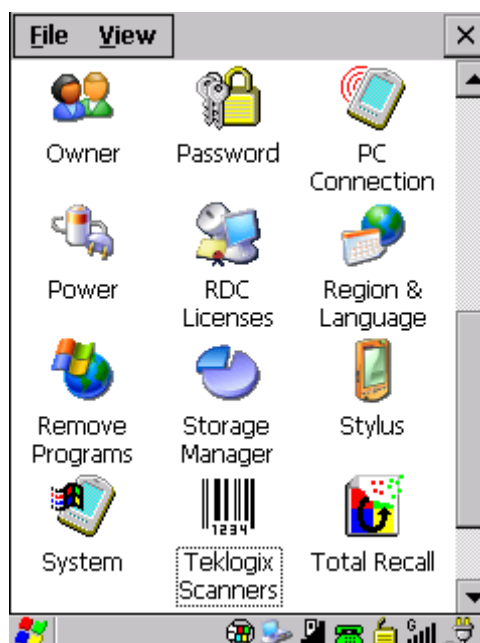 File View
Owner
Password
PC
Connection
Power
RDC
Licenses
Region &
Language
Remove
Programs
Storage
Manager
Stylus
System
1234
Teklogix
Scanners
Total Recall
G